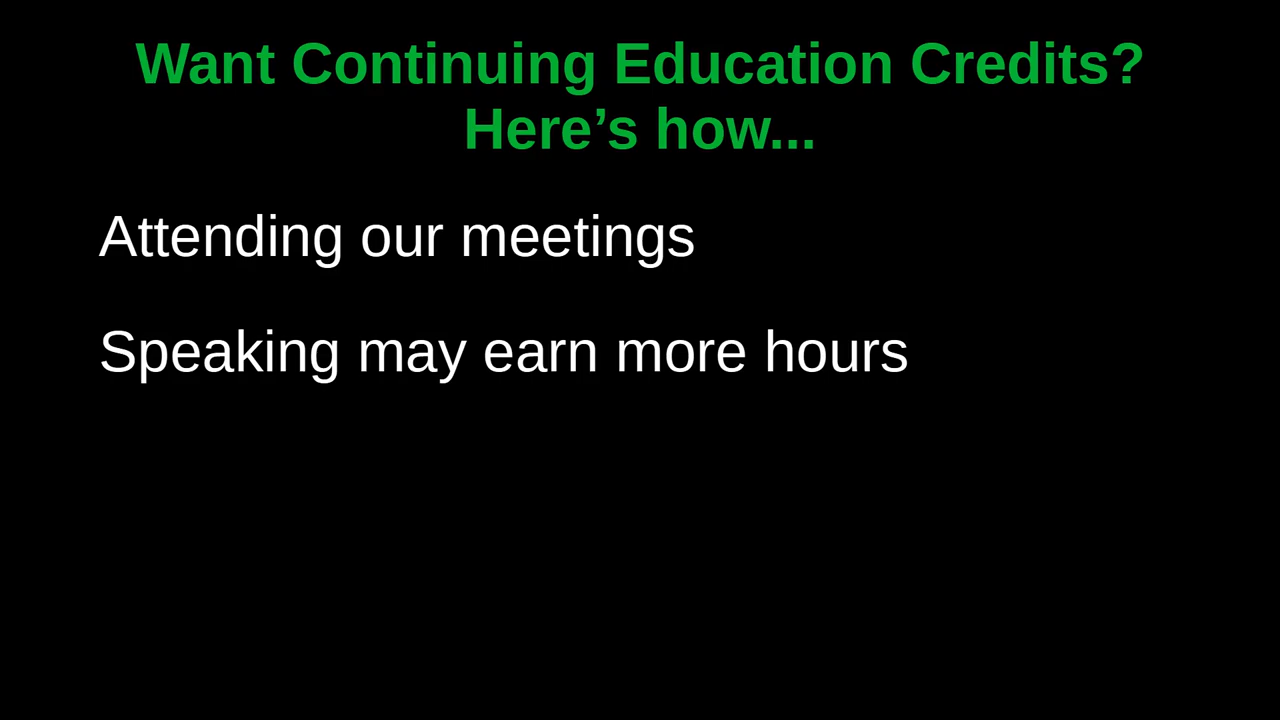 Want Continuing Education Credits?
Here’s how...
Attending our meetings
Speaking may earn more hours